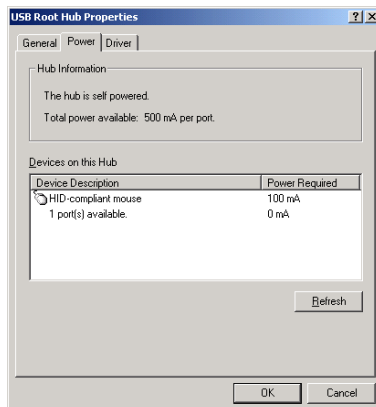 USB Root Hub Properties
General Power Driver
Hub Information
The hub is self powered.
Total power available: 500 mA per port.
Devices on this Hub
Device Description Power Required
HID-compliant mouse 100 mA
1 port(s) available. 0 mA
Refresh
OK Cancel